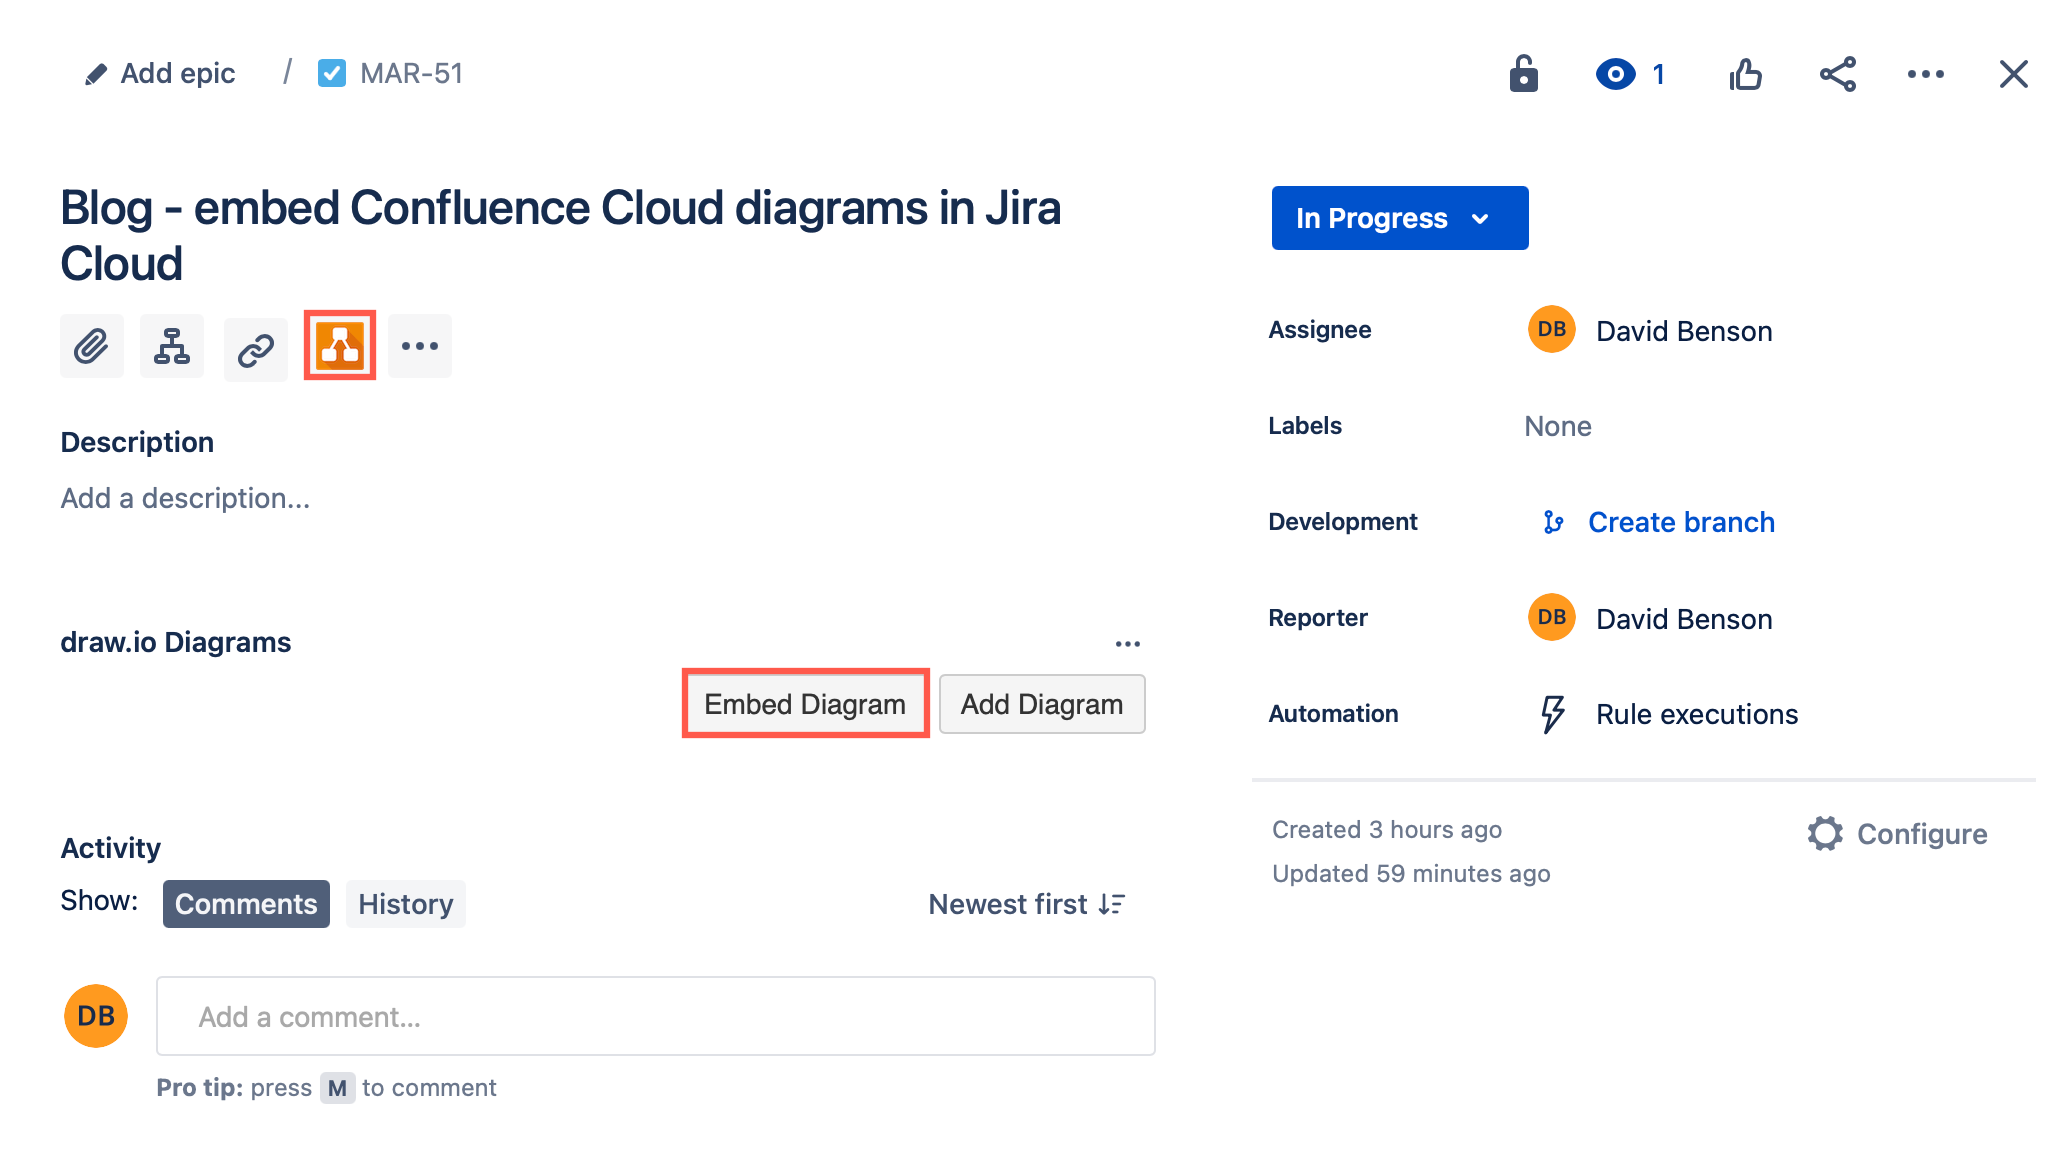 Add epic / MAR-51
1
Blog - embed Confluence Cloud diagrams in Jira
Cloud
In Progress
Assignee DB David Benson
Description
Labels None
Add a description...
Development Create branch
draw.io Diagrams
Reporter DB David Benson
Embed Diagram Add Diagram
Automation Rule executions
Activity
Created 3 hours ago
Configure
Updated 59 minutes ago
Show: Comments History Newest first
DB Add a comment...
Pro tip: press M to comment